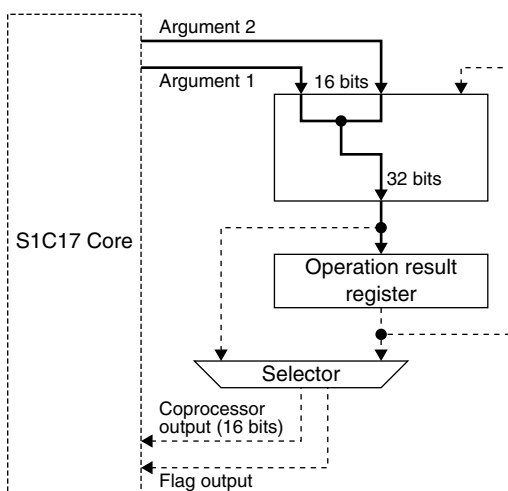 Argument 2
Argument 1
16 bits
32 bits
S1C17 Core
Operation result
register
Selector
Coprocessor
output (16 bits)
Flag output